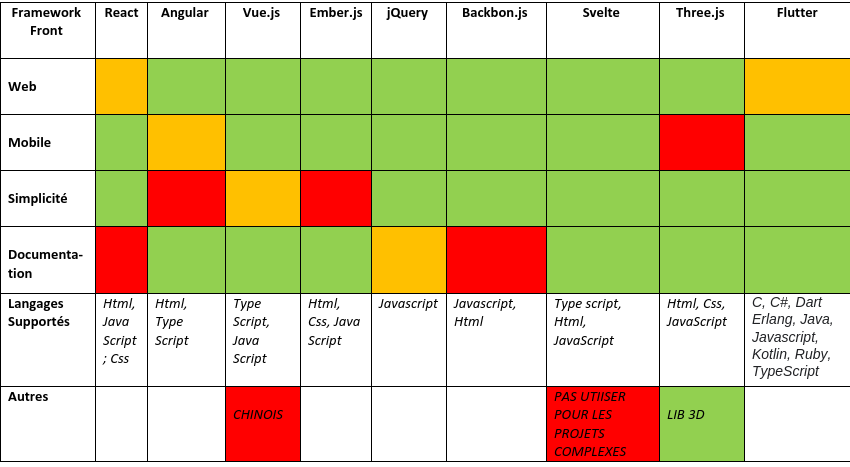 Framework
Front
React
Angular
Vue.js
Ember.js
jQuery
Backbon.js
Svelte
Three.js
Flutter
Web
Mobile
Simplicité
Documenta-
tion
Langages
Supportés
Html,
Java
Script
; Css
Html,
Type
Script
Type
Script,
Java
Script
Html,
Css, Java
Script
Javascript
Javascript,
Html
Type script,
Html,
JavaScript
Html, Css,
JavaScript
C, C#, Dart
Erlang, Java,
Javascript,
Kotlin, Ruby,
TypeScript
Autres
CHINOIS
PAS UTIISER
POUR LES
PROJETS
COMPLEXES
LIB 3D